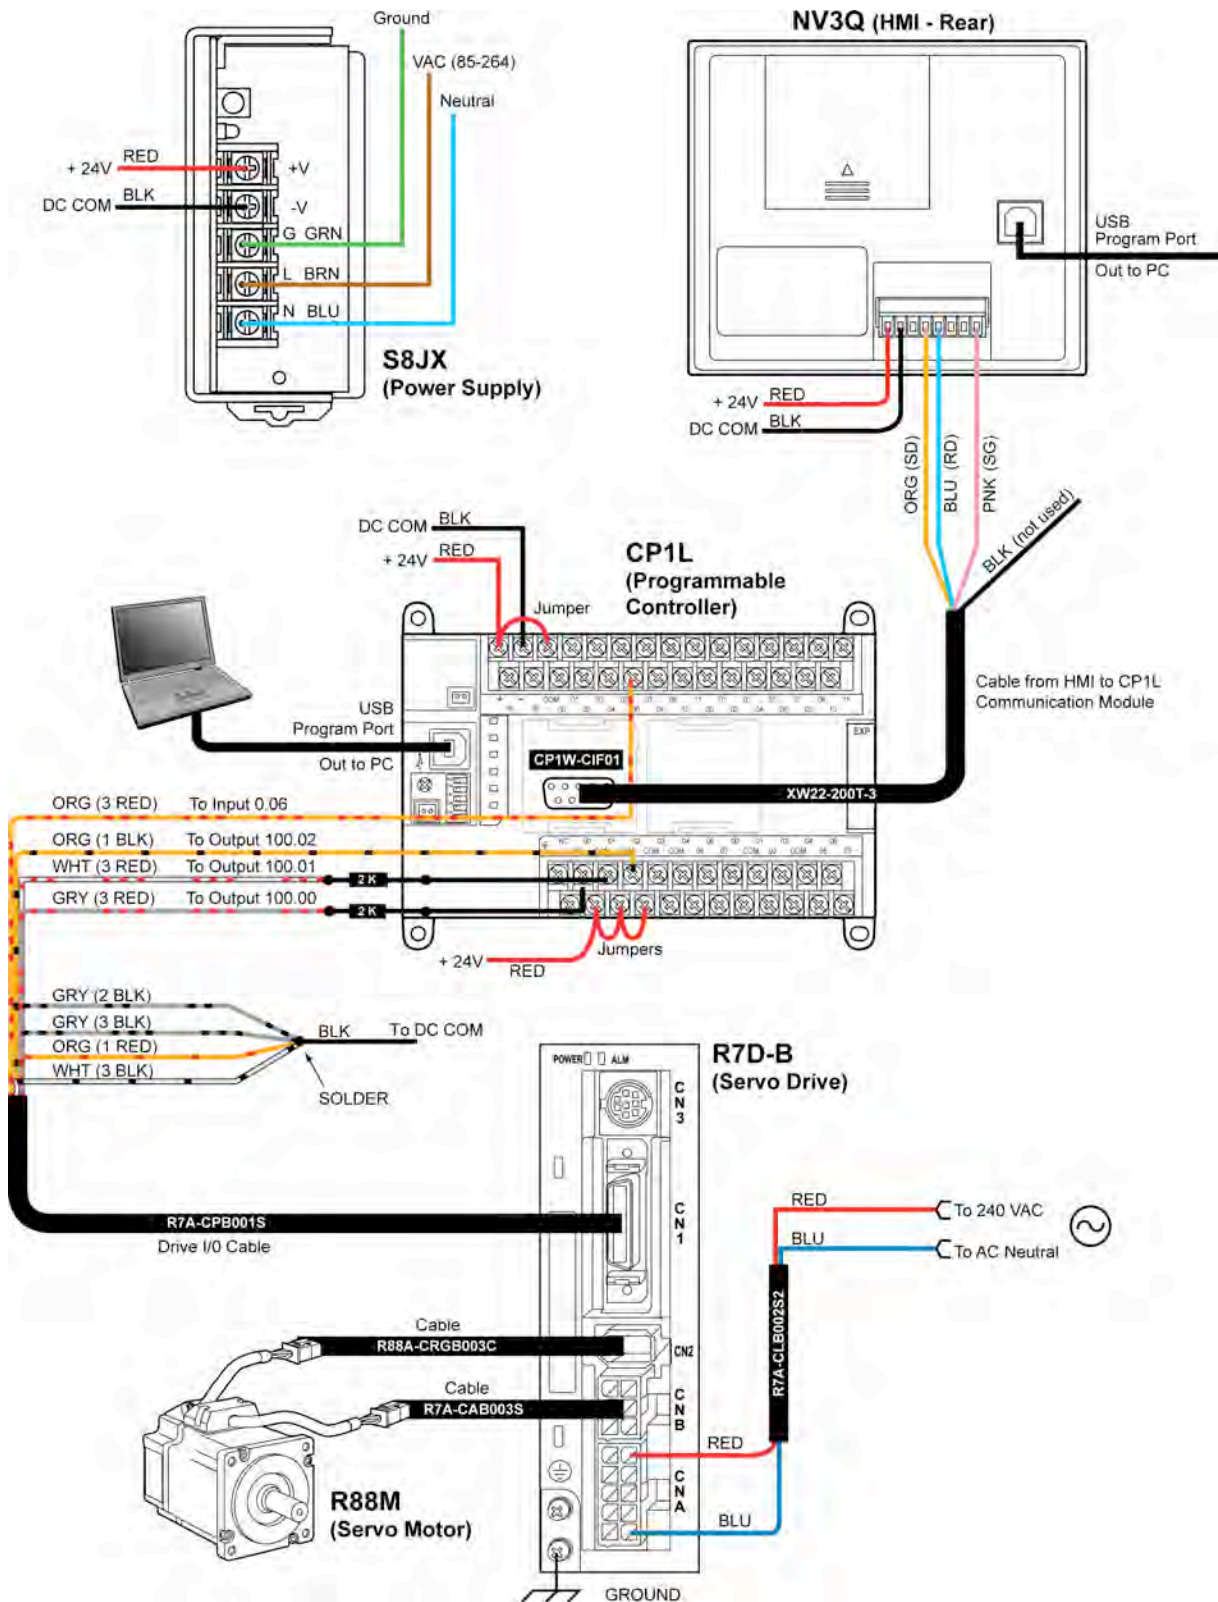 Ground
VAC (85-264)
Neutral
+ 24V
RED
+V
DC COM
BLK
-V
G GRN
L BRN
N BLU
S8JX
(Power Supply)
NV3Q (HMI - Rear)
USB
Program Port
Out to PC
+ 24V
RED
DC COM
BLK
ORG (SD)
BLU (RD)
PNK (SG)
BLK (not used)
DC COM
BLK
+ 24V
RED
Jumper
CP1L
(Programmable
Controller)
Cable from HMI to CP1L
Communication Module
USB
Program Port
Out to PC
EXP
CP1W-CIF01
XW22-200T-3
ORG (3 RED) To Input 0.06
ORG (1 BLK) To Output 100.02
WHT (3 RED) To Output 100.01
2 K
GRY (3 RED) To Output 100.00
2 K
+ 24V
RED
Jumpers
GRY (2 BLK)
GRY (3 BLK)
BLK
To DC COM
ORG (1 RED)
WHT (3 BLK)
SOLDER
POWER
ALM
R7D-B
(Servo Drive)
CN3
CN1
R7A-CPB001S
Drive I/0 Cable
RED
To 240 VAC
BLU
To AC Neutral
R7A-CLB002S2
Cable
R88A-CRGB003C
CN2
Cable
R7A-CAB003S
CNB
RED
CNA
BLU
R88M
(Servo Motor)
GROUND